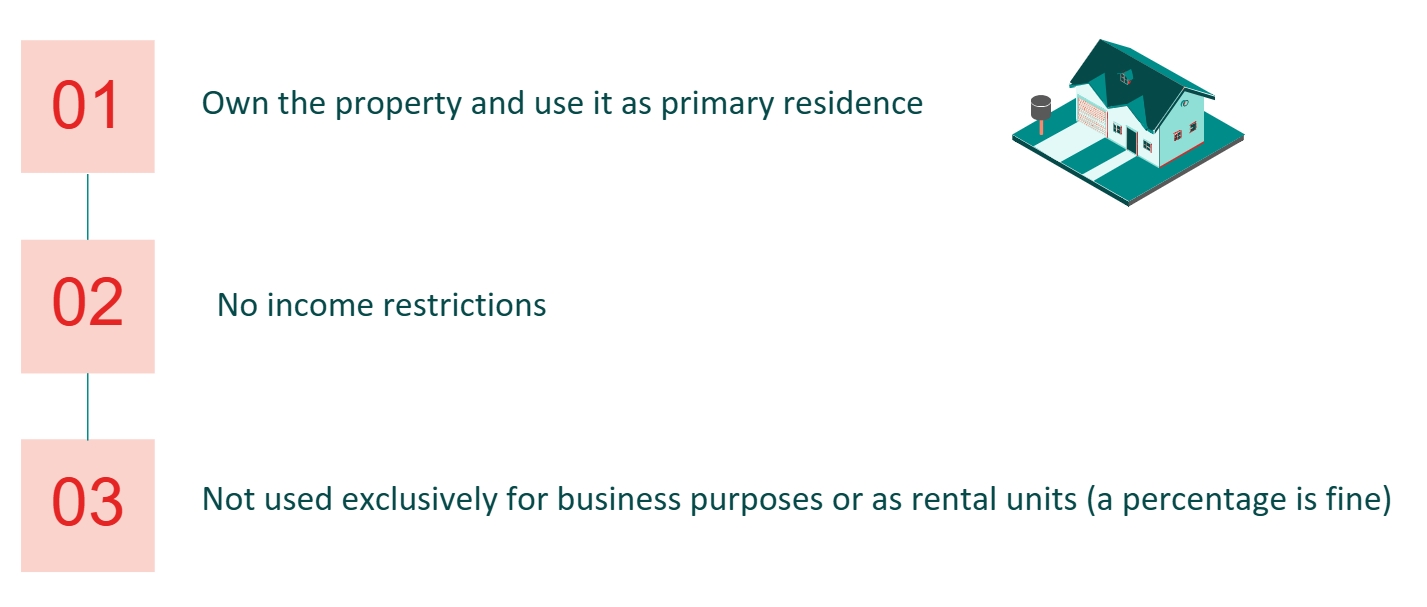 01
Own the property and use it as primary residence
02
No income restrictions
03
Not used exclusively for business purposes or as rental units (a percentage is fine)